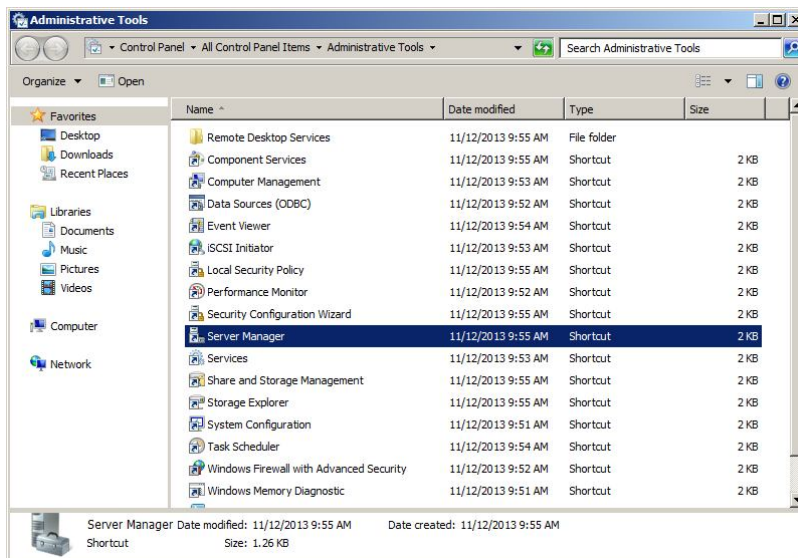 Administrative Tools
Control Panel ▾ All Control Panel Items ▾ Administrative Tools ▾
Search Administrative Tools
Organize ▾ Open
Name Date modified Type Size
Favorites
Desktop
Downloads
Recent Places
Libraries
Documents
Music
Pictures
Videos
Computer
Network
Remote Desktop Services 11/12/2013 9:55 AM File folder
Component Services 11/12/2013 9:55 AM Shortcut 2 KB
Computer Management 11/12/2013 9:53 AM Shortcut 2 KB
Data Sources (ODBC) 11/12/2013 9:52 AM Shortcut 2 KB
Event Viewer 11/12/2013 9:54 AM Shortcut 2 KB
iSCSI Initiator 11/12/2013 9:53 AM Shortcut 2 KB
Local Security Policy 11/12/2013 9:55 AM Shortcut 2 KB
Performance Monitor 11/12/2013 9:52 AM Shortcut 2 KB
Security Configuration Wizard 11/12/2013 9:55 AM Shortcut 2 KB
Server Manager 11/12/2013 9:55 AM Shortcut 2 KB
Services 11/12/2013 9:53 AM Shortcut 2 KB
Share and Storage Management 11/12/2013 9:55 AM Shortcut 2 KB
Storage Explorer 11/12/2013 9:55 AM Shortcut 2 KB
System Configuration 11/12/2013 9:51 AM Shortcut 2 KB
Task Scheduler 11/12/2013 9:54 AM Shortcut 2 KB
Windows Firewall with Advanced Security 11/12/2013 9:52 AM Shortcut 2 KB
Windows Memory Diagnostic 11/12/2013 9:51 AM Shortcut 2 KB
Server Manager Date modified: 11/12/2013 9:55 AM Date created: 11/12/2013 9:55 AM
Shortcut Size: 1.26 KB